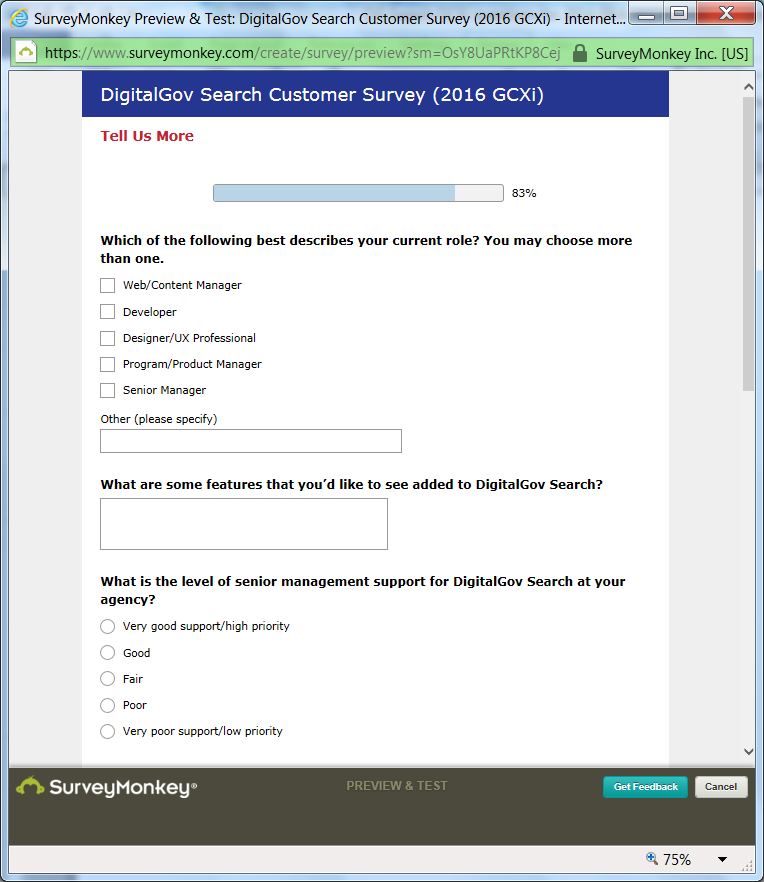 SurveyMonkey Preview & Test: DigitalGov Search Customer Survey (2016 GCXi) - Internet...
https://www.surveymonkey.com/create/survey/preview?sm=OsY8UaPRtKP8Cej
SurveyMonkey Inc. [US]
DigitalGov Search Customer Survey (2016 GCXi)
Tell Us More
83%
Which of the following best describes your current role? You may choose more
than one.
Web/Content Manager
Developer
Designer/UX Professional
Program/Product Manager
Senior Manager
Other (please specify)
What are some features that you’d like to see added to DigitalGov Search?
What is the level of senior management support for DigitalGov Search at your
agency?
Very good support/high priority
Good
Fair
Poor
Very poor support/low priority
SurveyMonkey®
PREVIEW & TEST
Get Feedback
Cancel
75%